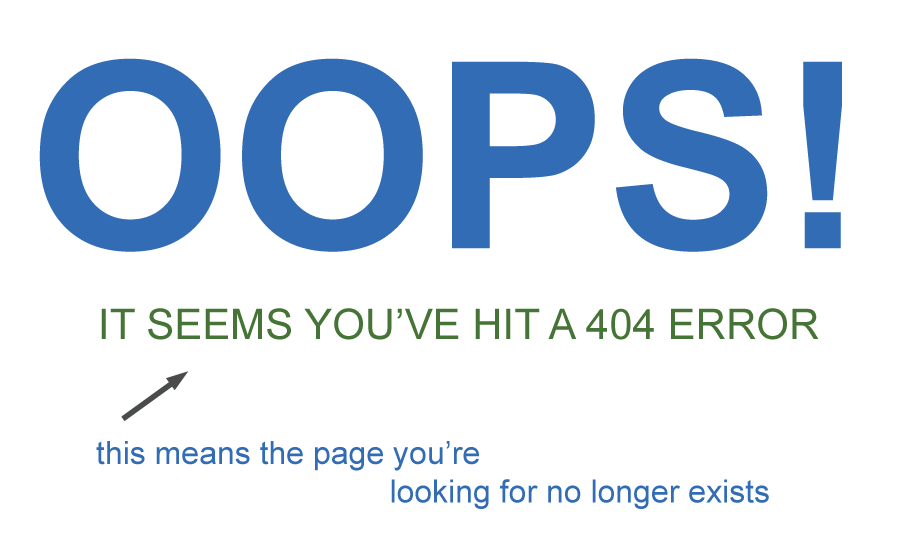 OOPS!
IT SEEMS YOU’VE HIT A 404 ERROR
this means the page you’re
looking for no longer exists